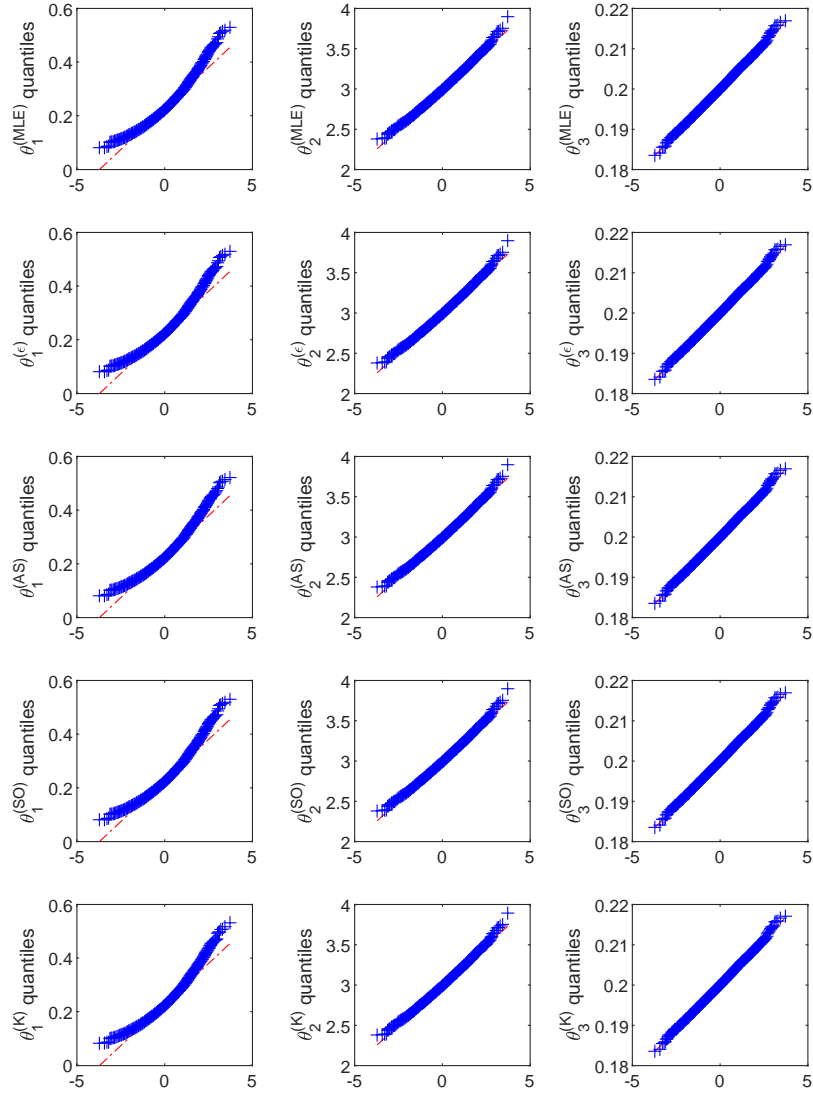 0.6
0.4
0.2
0
-5 0 5
θ₁^(MLE) quantiles
4
3.5
3
2.5
2
-5 0 5
θ₂^(MLE) quantiles
0.22
0.21
0.2
0.19
0.18
-5 0 5
θ₃^(MLE) quantiles
0.6
0.4
0.2
0
-5 0 5
θ₁^(ϵ) quantiles
4
3.5
3
2.5
2
-5 0 5
θ₂^(ϵ) quantiles
0.22
0.21
0.2
0.19
0.18
-5 0 5
θ₃^(ϵ) quantiles
0.6
0.4
0.2
0
-5 0 5
θ₁^(AS) quantiles
4
3.5
3
2.5
2
-5 0 5
θ₂^(AS) quantiles
0.22
0.21
0.2
0.19
0.18
-5 0 5
θ₃^(AS) quantiles
0.6
0.4
0.2
0
-5 0 5
θ₁^(SO) quantiles
4
3.5
3
2.5
2
-5 0 5
θ₂^(SO) quantiles
0.22
0.21
0.2
0.19
0.18
-5 0 5
θ₃^(SO) quantiles
0.6
0.4
0.2
0
-5 0 5
θ₁^(K) quantiles
4
3.5
3
2.5
2
-5 0 5
θ₂^(K) quantiles
0.22
0.21
0.2
0.19
0.18
-5 0 5
θ₃^(K) quantiles